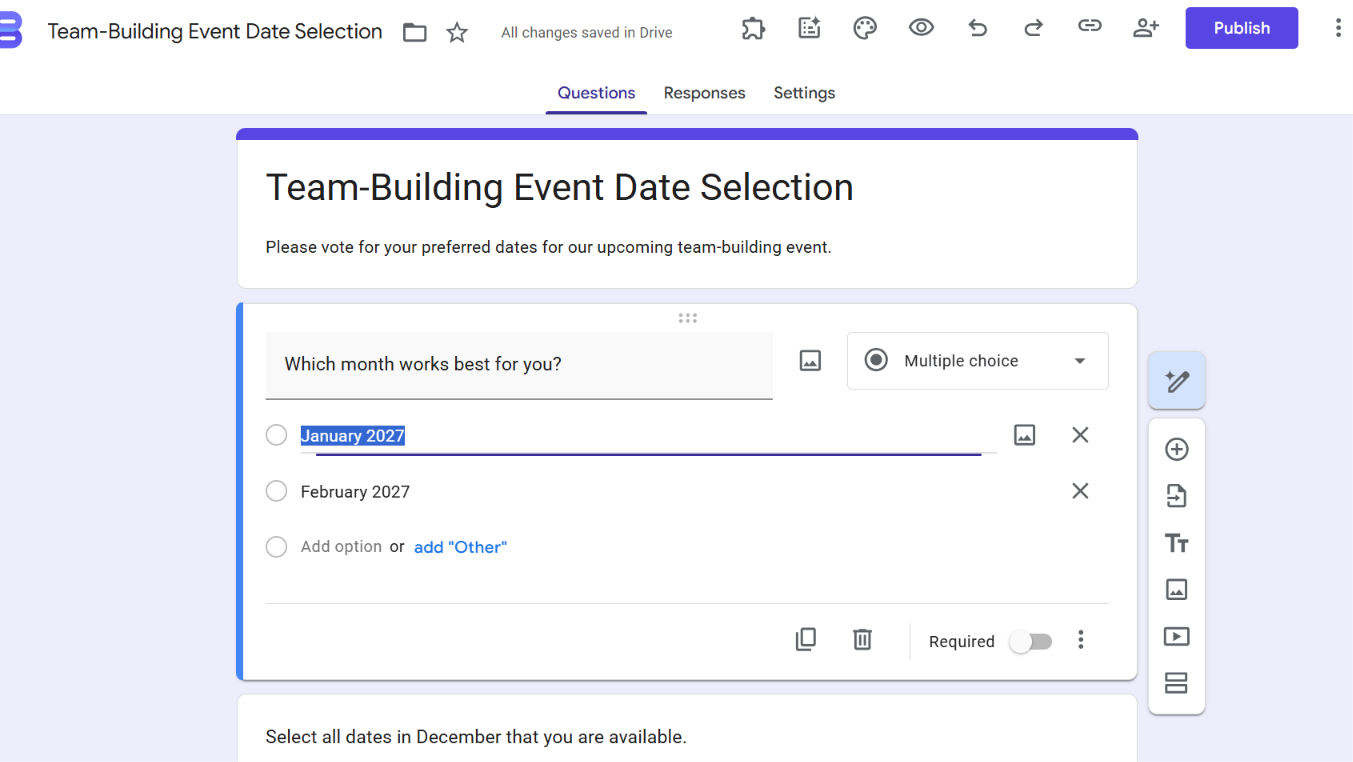 Team-Building Event Date Selection
All changes saved in Drive
Publish
Questions
Responses
Settings
Team-Building Event Date Selection
Please vote for your preferred dates for our upcoming team-building event.
Which month works best for you?
Multiple choice
January 2027
February 2027
Add option or add "Other"
Required
TT
Select all dates in December that you are available.